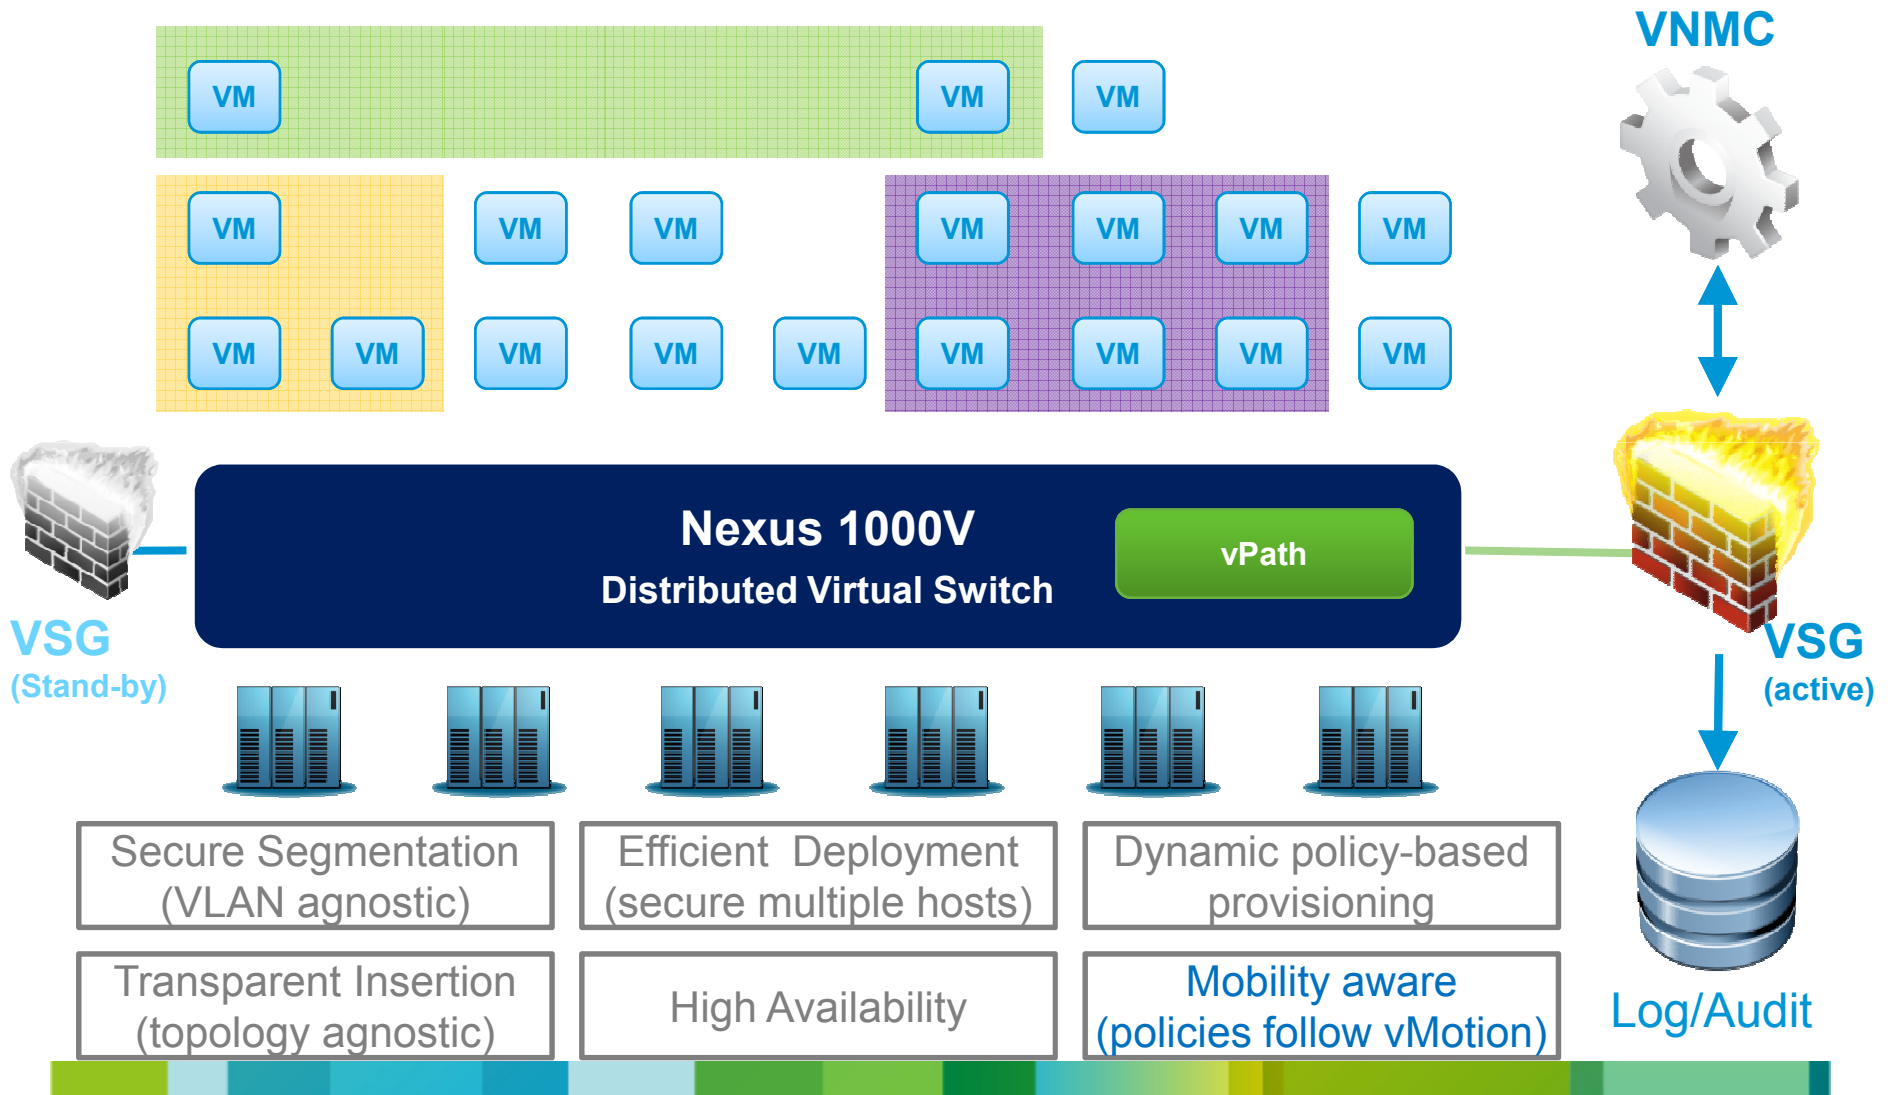 VNMC
VM VM VM
VM VM VM VM VM VM VM
VM VM VM VM VM VM VM VM VM
Nexus 1000V
Distributed Virtual Switch
vPath
VSG
(Stand-by)
VSG
(active)
Secure Segmentation
(VLAN agnostic)
Efficient  Deployment
(secure multiple hosts)
Dynamic policy-based
provisioning
Transparent Insertion
(topology agnostic)
High Availability
Mobility aware
(policies follow vMotion)
Log/Audit